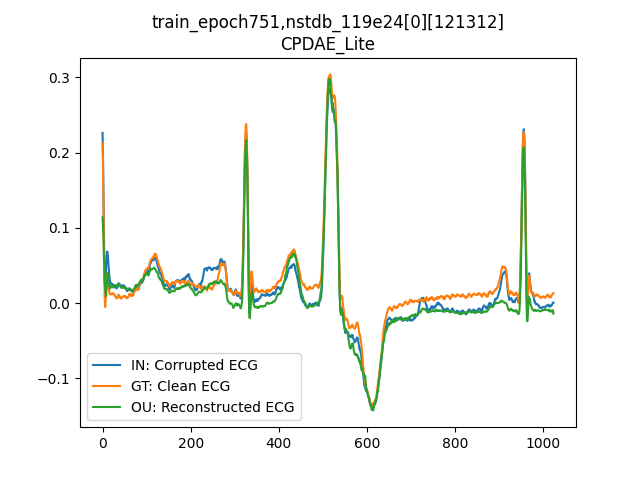 train_epoch751,nstdb_119e24[0][121312]
CPDAE_Lite
0.3
0.2
0.1
0.0
−0.1
IN: Corrupted ECG
GT: Clean ECG
OU: Reconstructed ECG
0 200 400 600 800 1000